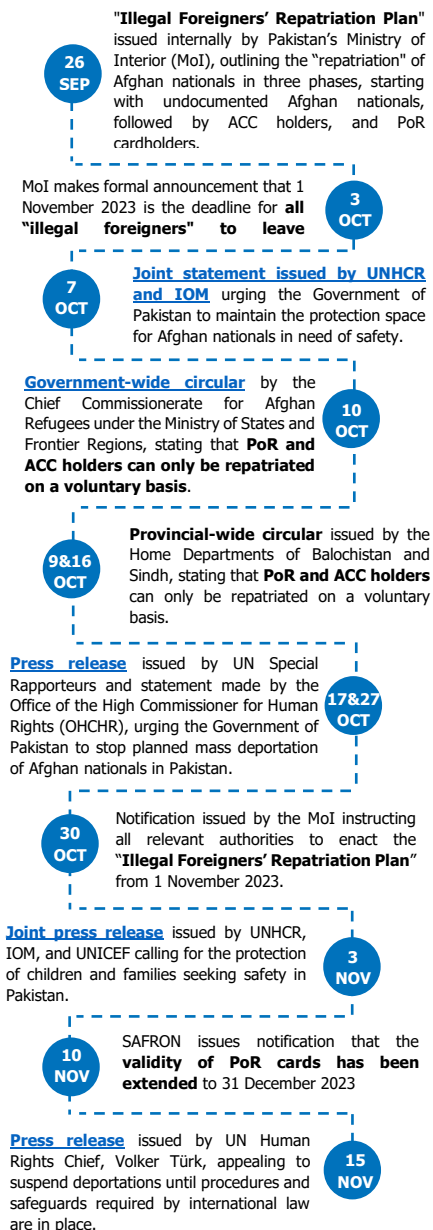 "Illegal Foreigners' Repatriation Plan"
issued internally by Pakistan's Ministry of
Interior (MoI), outlining the "repatriation" of
Afghan nationals in three phases, starting
with undocumented Afghan nationals,
followed by ACC holders, and PoR
cardholders.
26
SEP
MoI makes formal announcement that 1
November 2023 is the deadline for all
"illegal foreigners" to leave
3
OCT
7
OCT
Joint statement issued by UNHCR
and IOM urging the Government of
Pakistan to maintain the protection space
for Afghan nationals in need of safety.
Government-wide circular by the
Chief Commissionerate for Afghan
Refugees under the Ministry of States and
Frontier Regions, stating that PoR and
ACC holders can only be repatriated
on a voluntary basis.
10
OCT
9&16
OCT
Provincial-wide circular issued by the
Home Departments of Balochistan and
Sindh, stating that PoR and ACC holders
can only be repatriated on a voluntary
basis.
Press release issued by UN Special
Rapporteurs and statement made by the
Office of the High Commissioner for Human
Rights (OHCHR), urging the Government of
Pakistan to stop planned mass deportation
of Afghan nationals in Pakistan.
17&27
OCT
30
OCT
Notification issued by the MoI instructing
all relevant authorities to enact the
"Illegal Foreigners' Repatriation Plan"
from 1 November 2023.
Joint press release issued by UNHCR,
IOM, and UNICEF calling for the protection
of children and families seeking safety in
Pakistan.
3
NOV
10
NOV
SAFRON issues notification that the
validity of PoR cards has been
extended to 31 December 2023
Press release issued by UN Human
Rights Chief, Volker Türk, appealing to
suspend deportations until procedures and
safeguards required by international law
are in place.
15
NOV